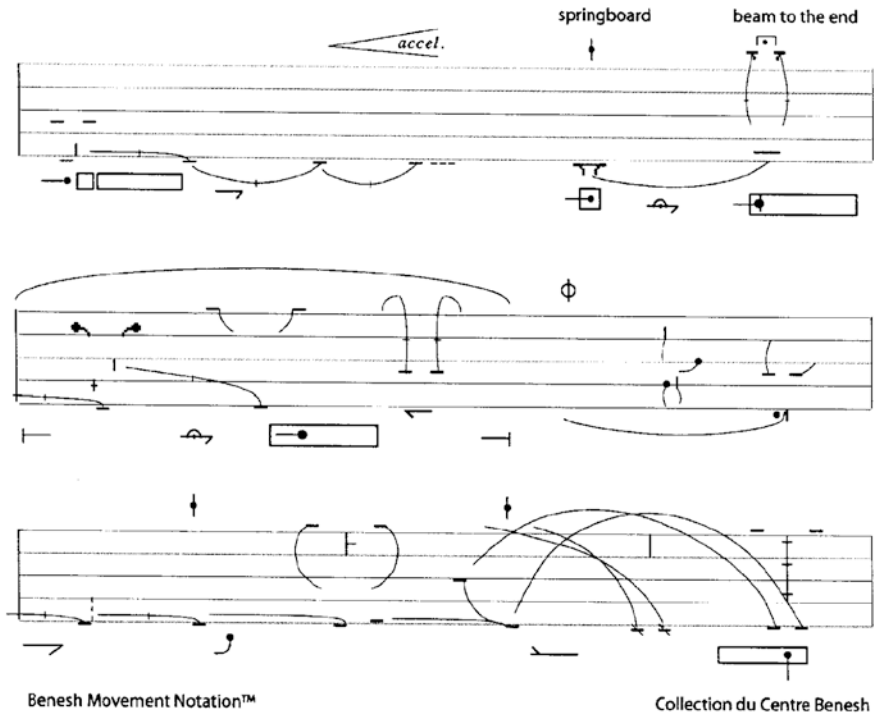 springboard beam to the end
accel.
Benesh Movement Notation™ Collection du Centre Benesh